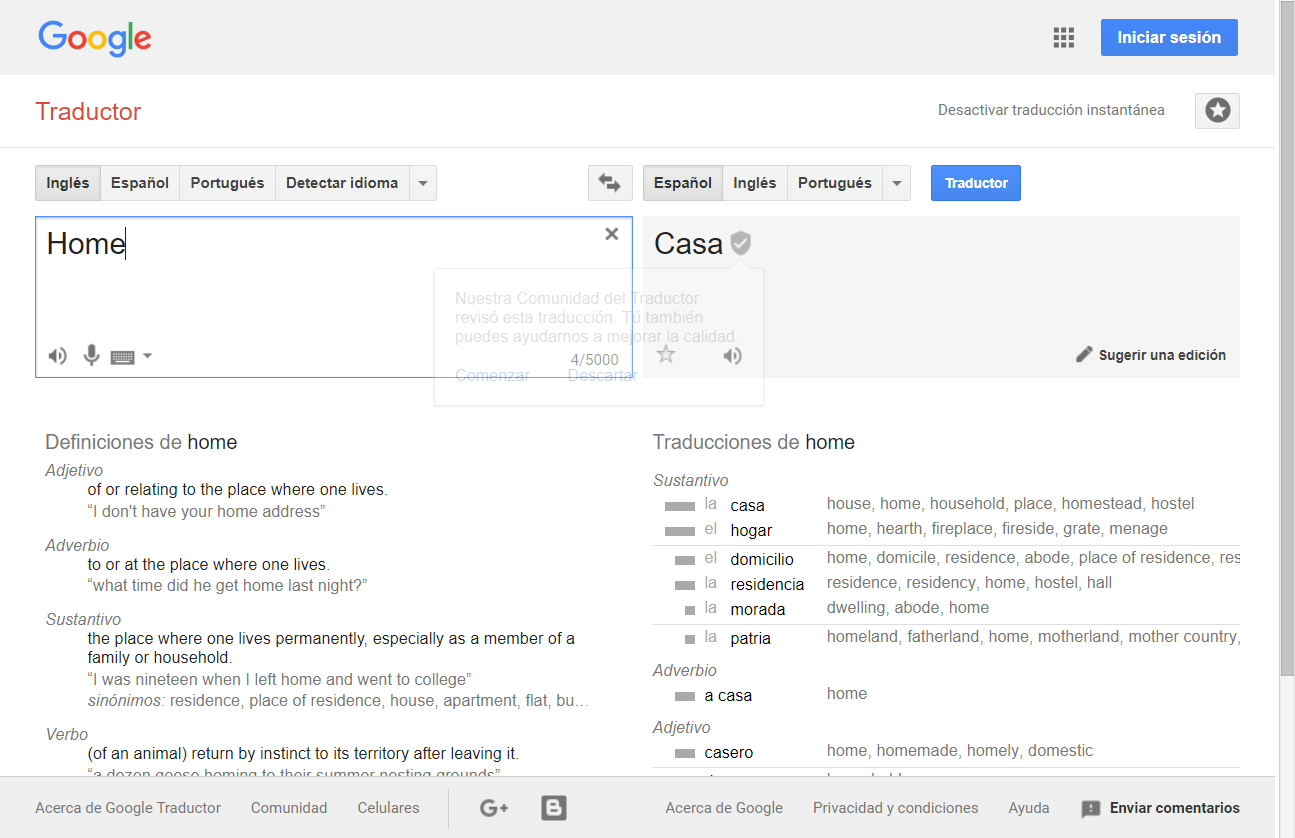 Google
Iniciar sesión
Traductor
Desactivar traducción instantánea
Inglés Español Portugués Detectar idioma
Español Inglés Portugués Traductor
Home
Casa
Nuestra Comunidad del Traductor
revisó esta traducción. Tú también
puedes ayudarnos a mejorar la calidad.
Comenzar Descartar
4/5000
Sugerir una edición
Definiciones de home
Adjetivo
of or relating to the place where one lives.
“I don't have your home address”
Adverbio
to or at the place where one lives.
“what time did he get home last night?”
Sustantivo
the place where one lives permanently, especially as a member of a
family or household.
“I was nineteen when I left home and went to college”
sinónimos: residence, place of residence, house, apartment, flat, bu…
Verbo
(of an animal) return by instinct to its territory after leaving it.
“a dozen geese homing to their summer nesting grounds”
Traducciones de home
Sustantivo
la casa house, home, household, place, homestead, hostel
el hogar home, hearth, fireplace, fireside, grate, menage
el domicilio home, domicile, residence, abode, place of residence, res
la residencia residence, residency, home, hostel, hall
la morada dwelling, abode, home
la patria homeland, fatherland, home, motherland, mother country,
Adverbio
a casa home
Adjetivo
casero home, homemade, homely, domestic
Acerca de Google Traductor Comunidad Celulares G+ B Acerca de Google Privacidad y condiciones Ayuda Enviar comentarios